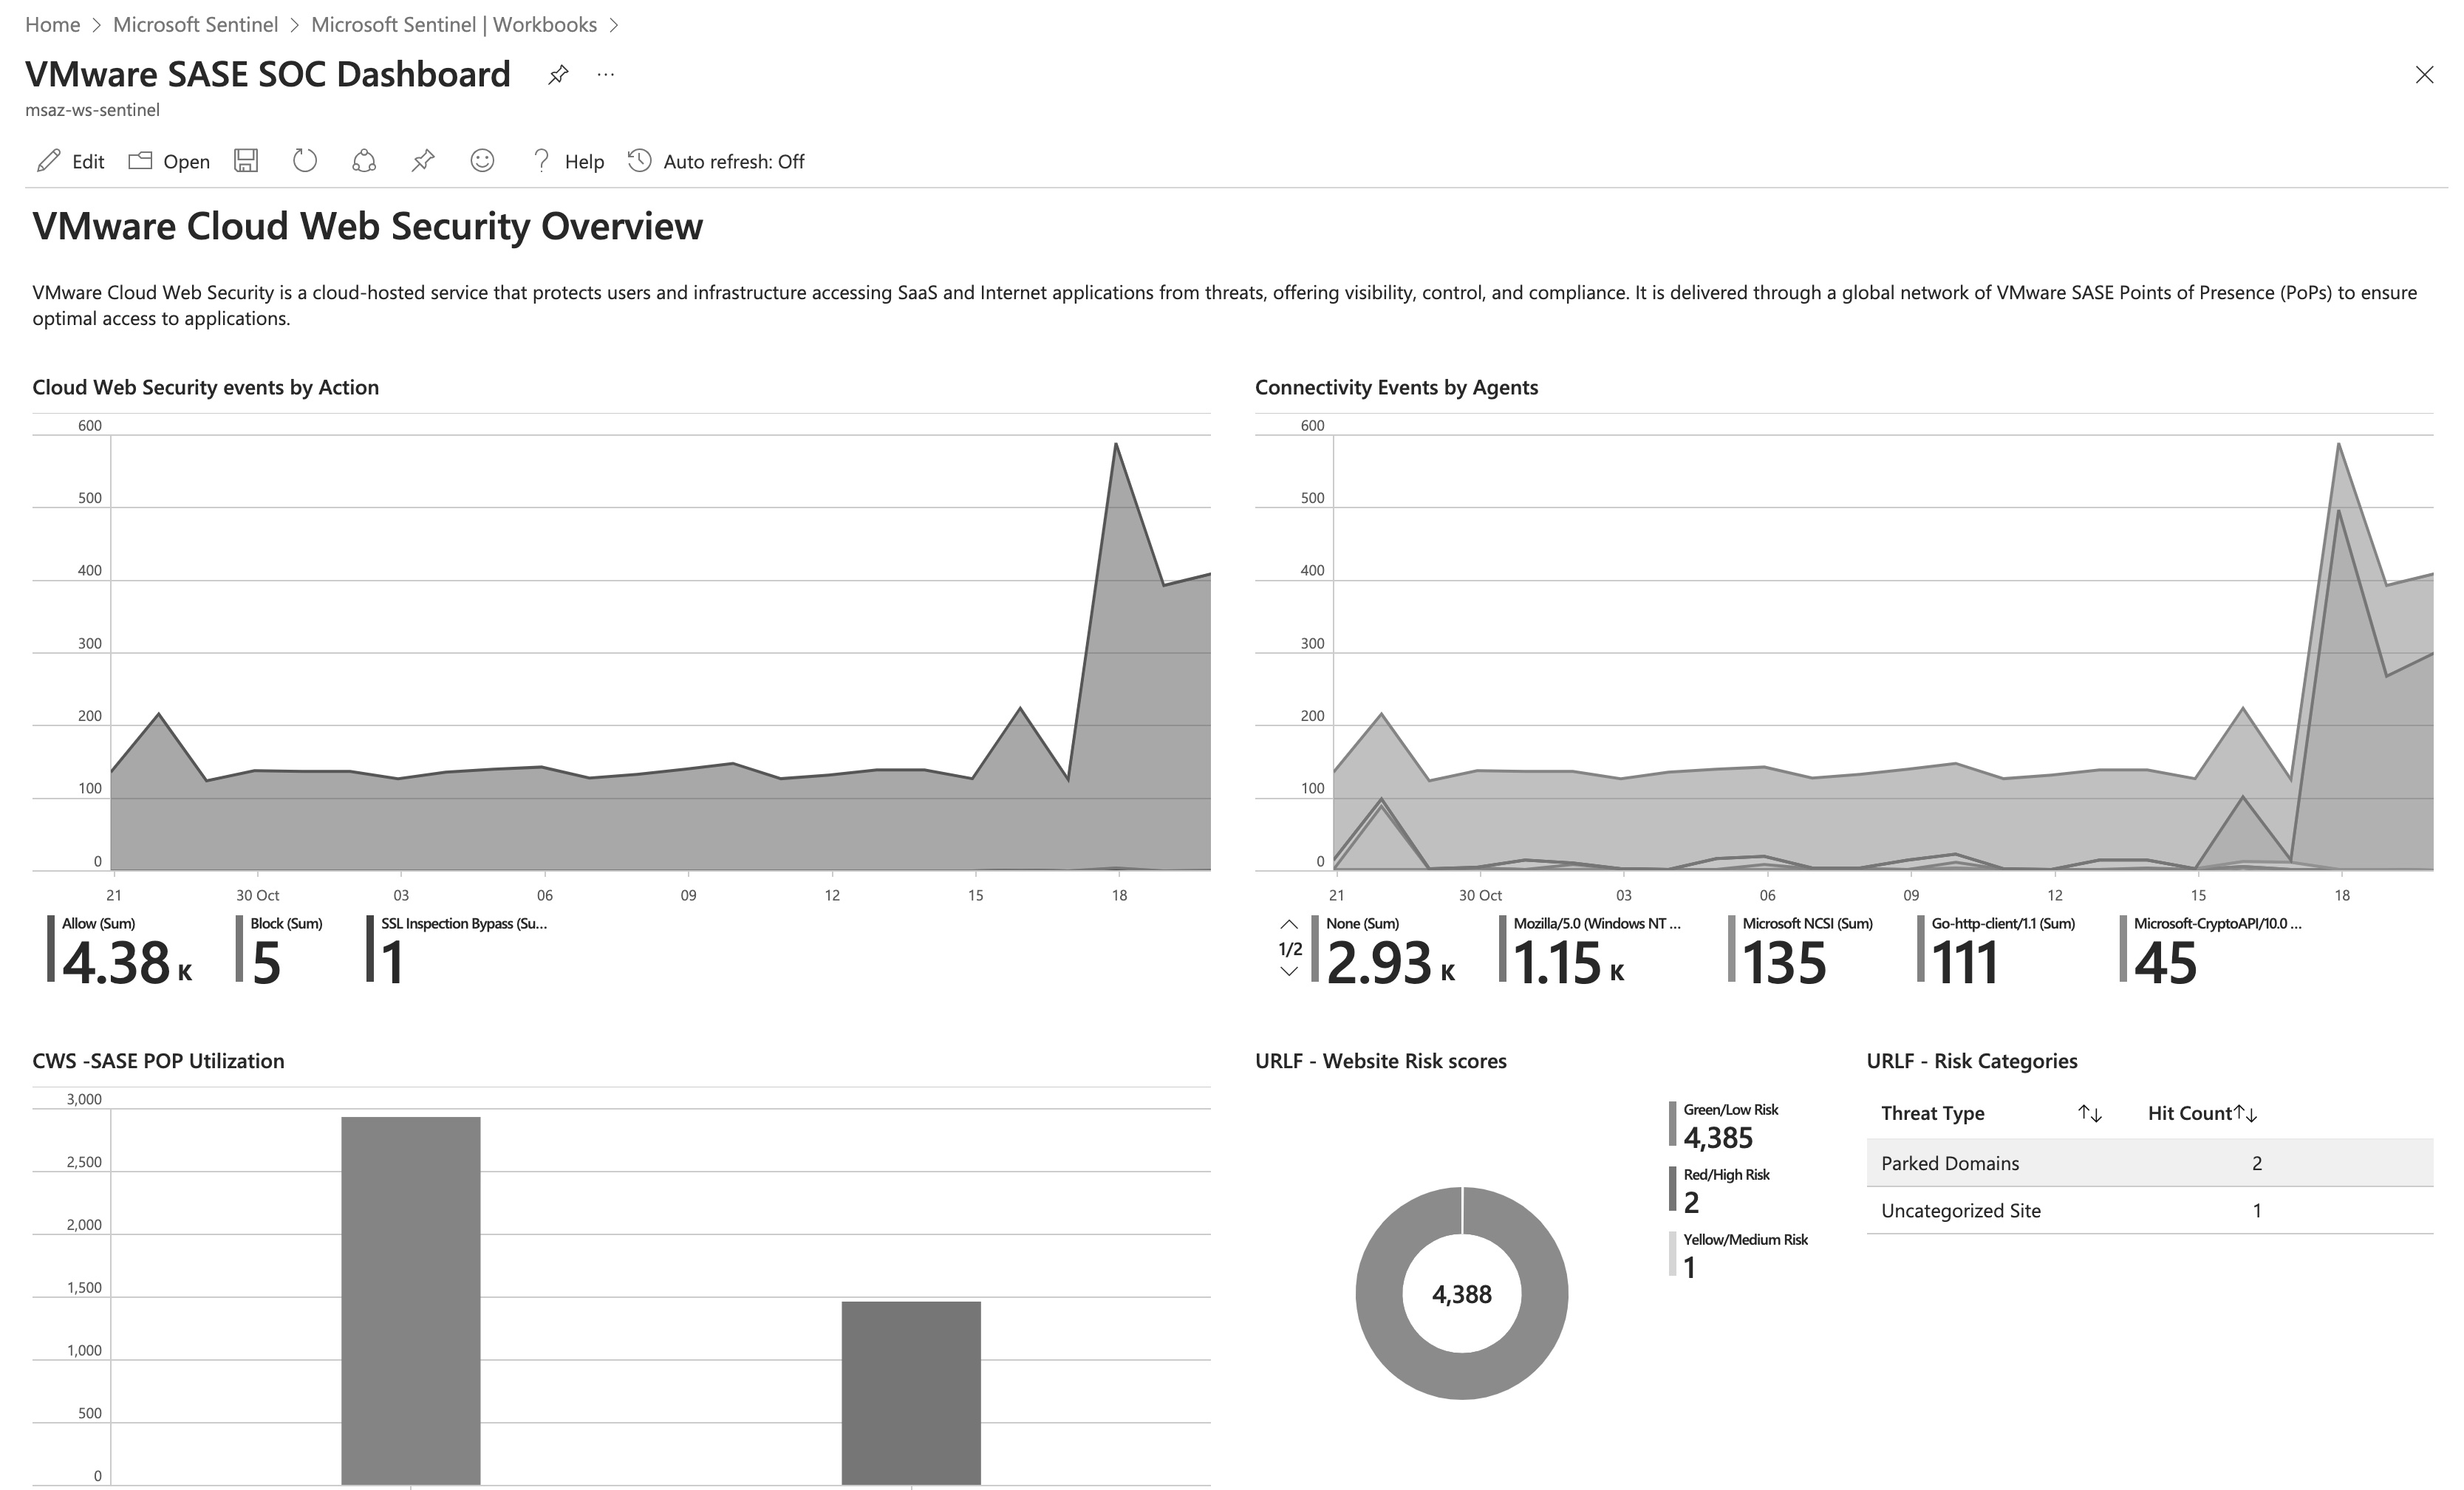 Home > Microsoft Sentinel > Microsoft Sentinel | Workbooks >
VMware SASE SOC Dashboard ...
msaz-ws-sentinel
Edit Open ? Help Auto refresh: Off
VMware Cloud Web Security Overview
VMware Cloud Web Security is a cloud-hosted service that protects users and infrastructure accessing SaaS and Internet applications from threats, offering visibility, control, and compliance. It is delivered through a global network of VMware SASE Points of Presence (PoPs) to ensure
optimal access to applications.
Cloud Web Security events by Action
600
500
400
300
200
100
0
21 30 Oct 03 06 09 12 15 18
Allow (Sum) Block (Sum) SSL Inspection Bypass (Su...
4.38 K 5 1
Connectivity Events by Agents
600
500
400
300
200
100
0
21 30 Oct 03 06 09 12 15 18
1/2
None (Sum) Mozilla/5.0 (Windows NT ... Microsoft NCSI (Sum) Go-http-client/1.1 (Sum) Microsoft-CryptoAPI/10.0 ...
2.93 K 1.15 K 135 111 45
CWS -SASE POP Utilization
3,000
2,500
2,000
1,500
1,000
500
0
URLF - Website Risk scores
4,388
Green/Low Risk
4,385
Red/High Risk
2
Yellow/Medium Risk
1
URLF - Risk Categories
Threat Type ↑↓ Hit Count↑↓
Parked Domains 2
Uncategorized Site 1